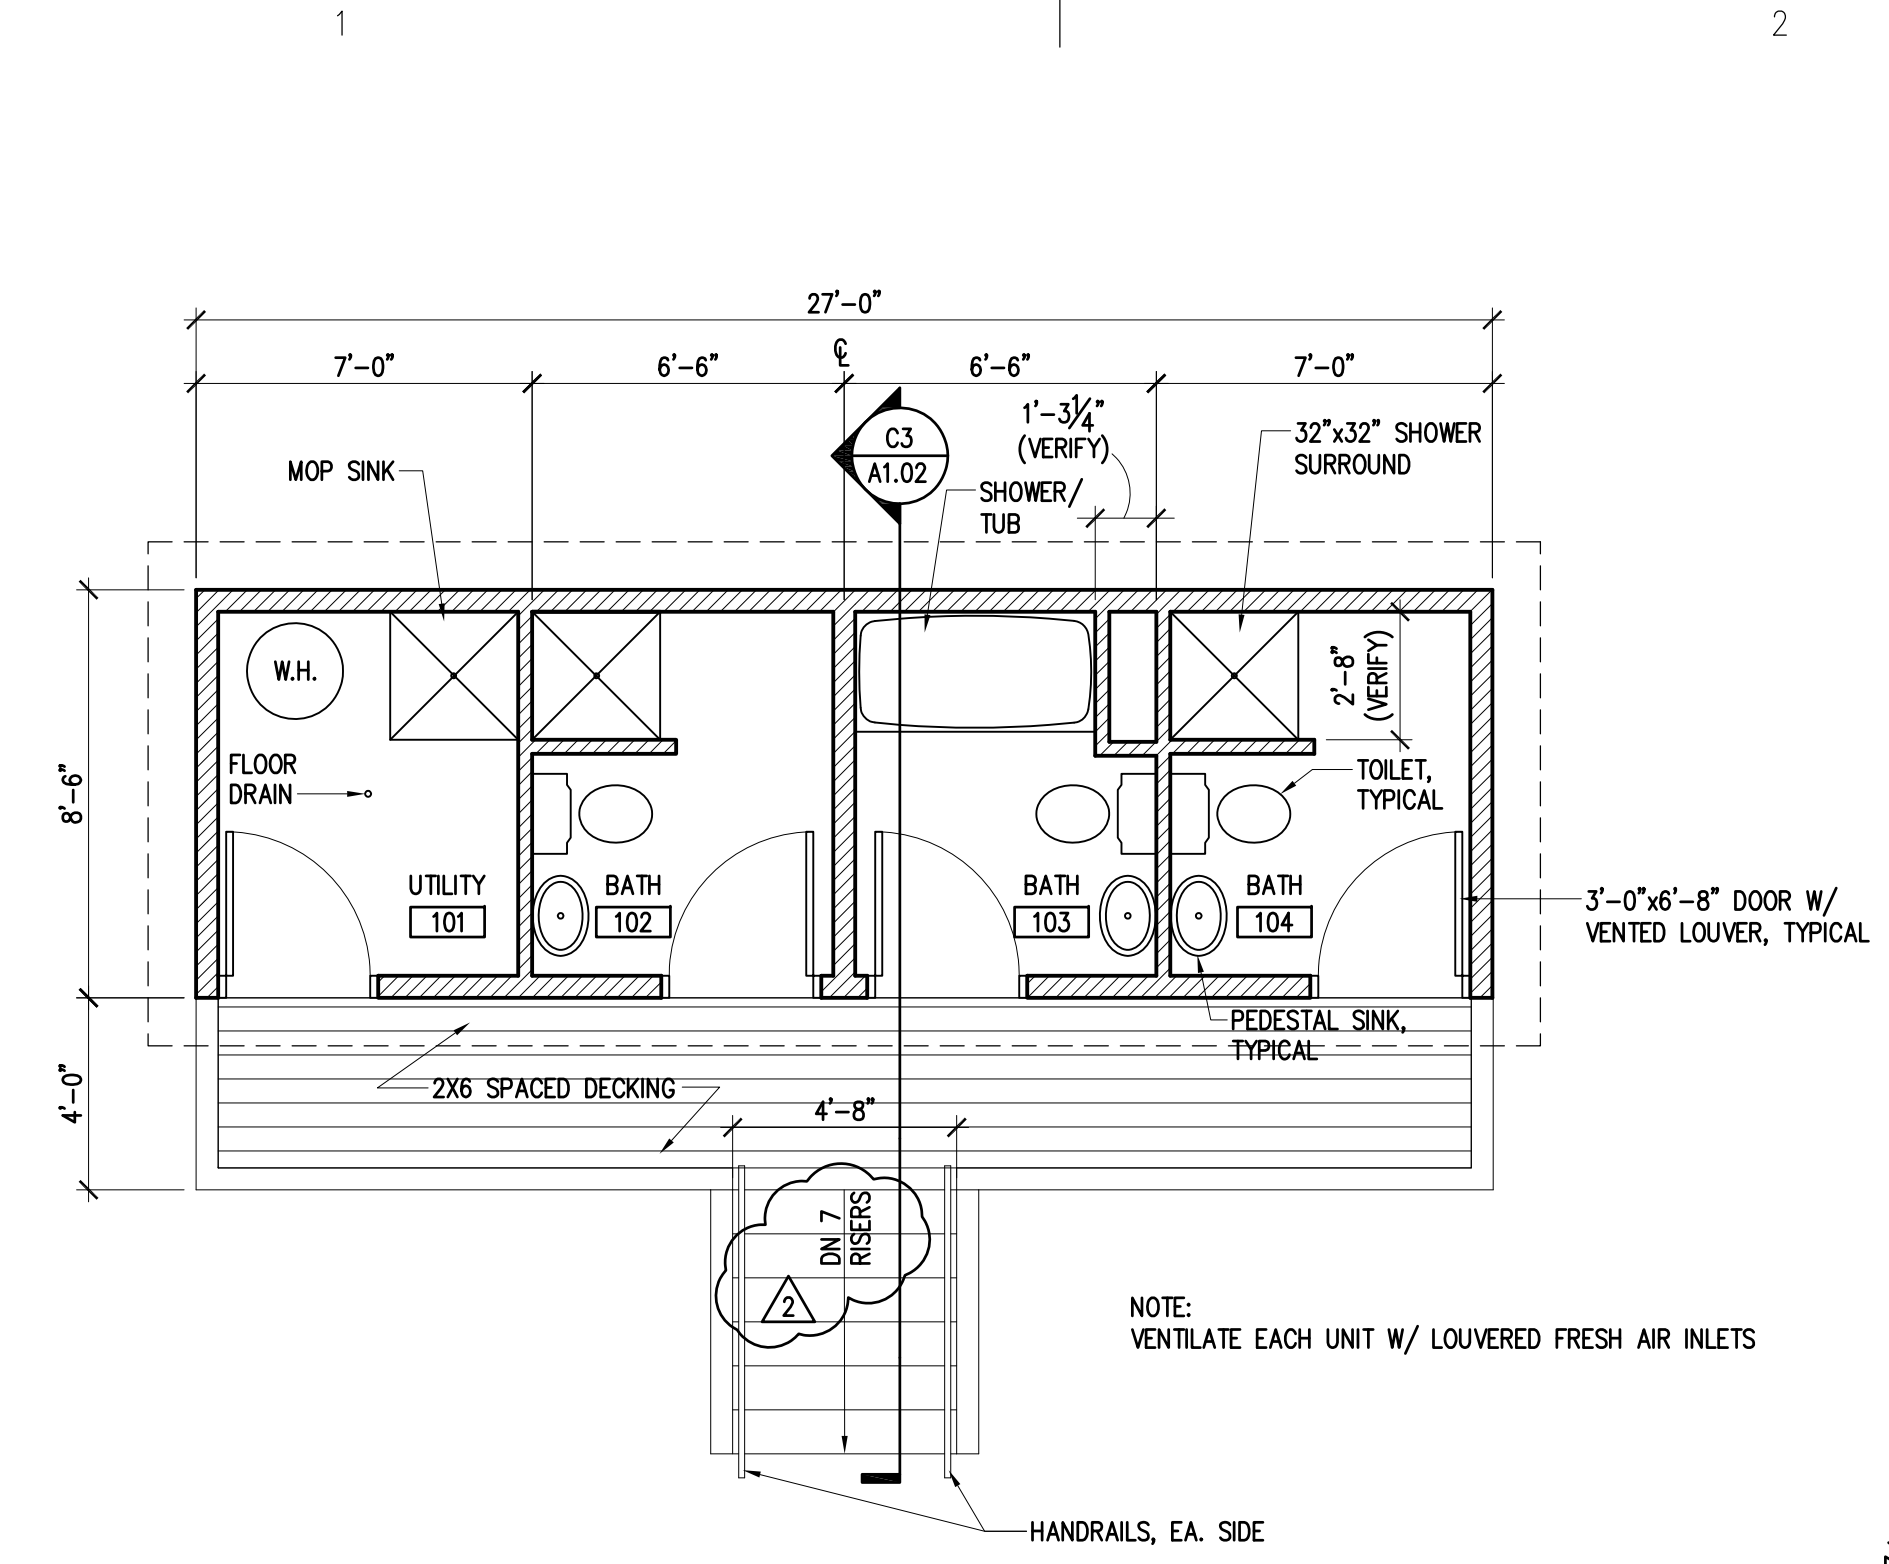 1
2
27'-0"
7'-0"
6'-6"
℄
6'-6"
7'-0"
1'-3¼"
(VERIFY)
C3
A1.02
32"x32" SHOWER
SURROUND
MOP SINK
SHOWER/
TUB
W.H.
2'-8"
(VERIFY)
FLOOR
DRAIN
TOILET,
TYPICAL
8'-6"
UTILITY
101
BATH
102
BATH
103
BATH
104
3'-0"x6'-8" DOOR W/
VENTED LOUVER, TYPICAL
PEDESTAL SINK,
TYPICAL
4'-0"
2X6 SPACED DECKING
4'-8"
DN 7
RISERS
2
NOTE:
VENTILATE EACH UNIT W/ LOUVERED FRESH AIR INLETS
HANDRAILS, EA. SIDE